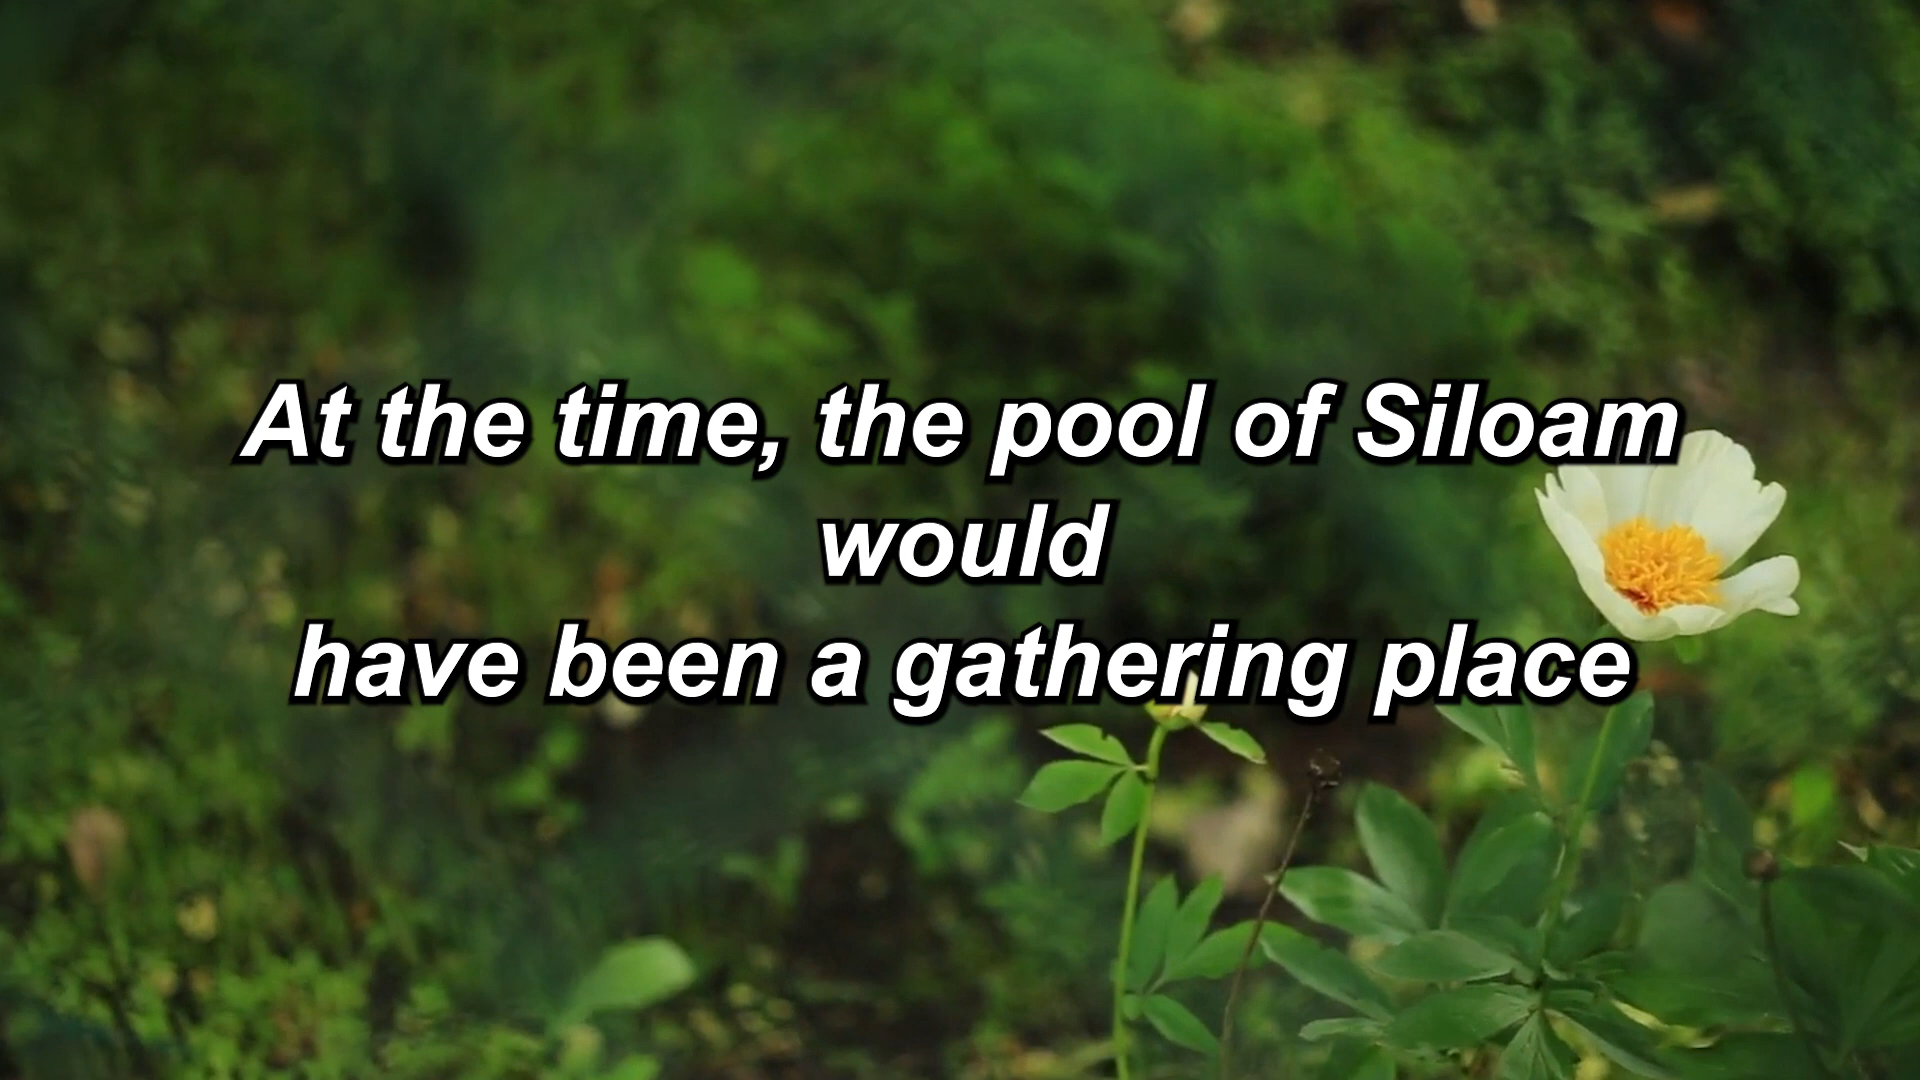 At the time, the pool of Siloam
would
have been a gathering place